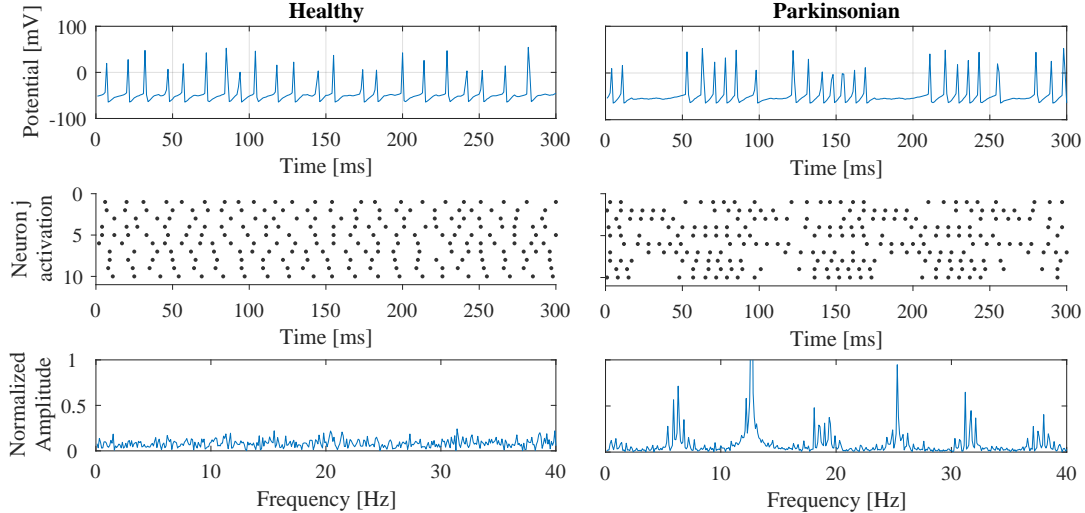 Healthy
Parkinsonian
Potential [mV]
100
0
-100
0 50 100 150 200 250 300
Time [ms]
0 50 100 150 200 250 300
Time [ms]
Neuron j
activation
0
5
10
0 50 100 150 200 250 300
Time [ms]
0 50 100 150 200 250 300
Time [ms]
Normalized
Amplitude
1
0.5
0
0 10 20 30 40
Frequency [Hz]
0 10 20 30 40
Frequency [Hz]